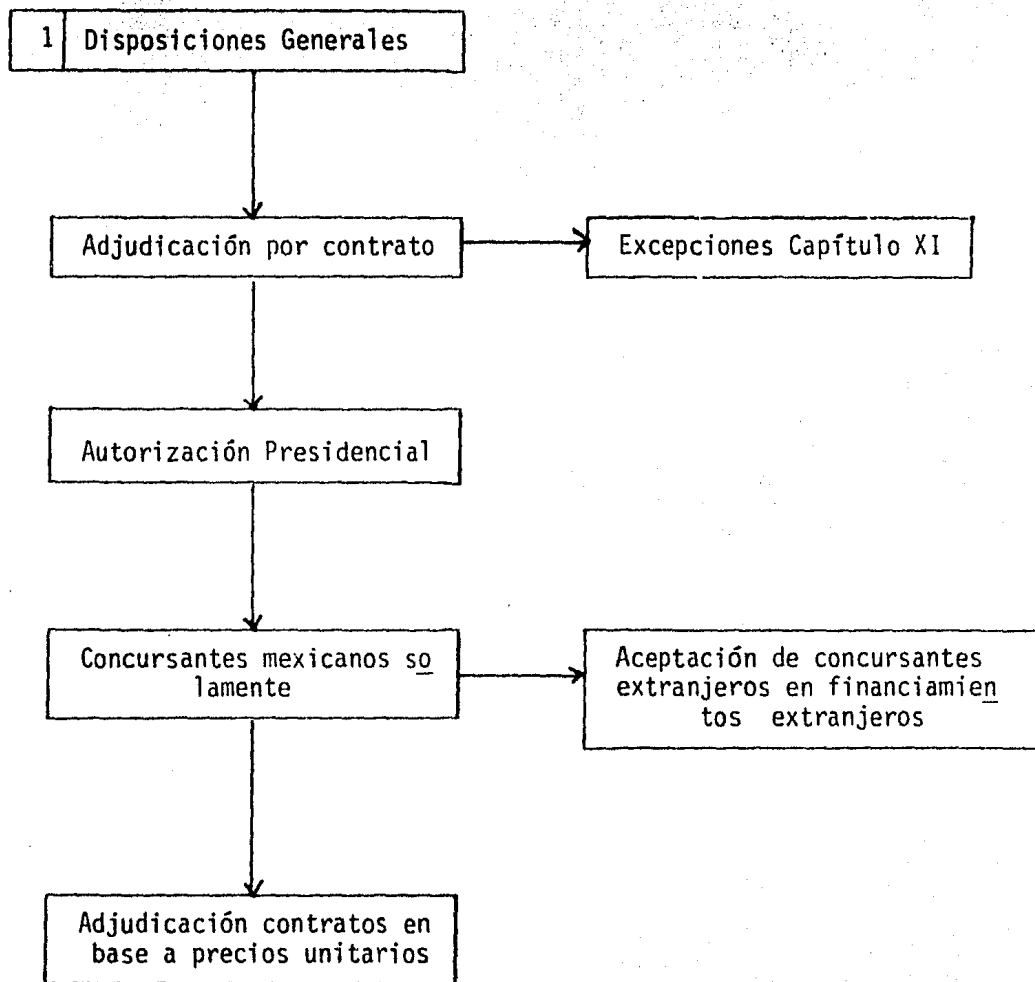 1 Disposiciones Generales
Adjudicación por contrato
Excepciones Capítulo XI
Autorización Presidencial
Concursantes mexicanos so
lamente
Aceptación de concursantes
extranjeros en financiamien
tos extranjeros
Adjudicación contratos en
base a precios unitarios